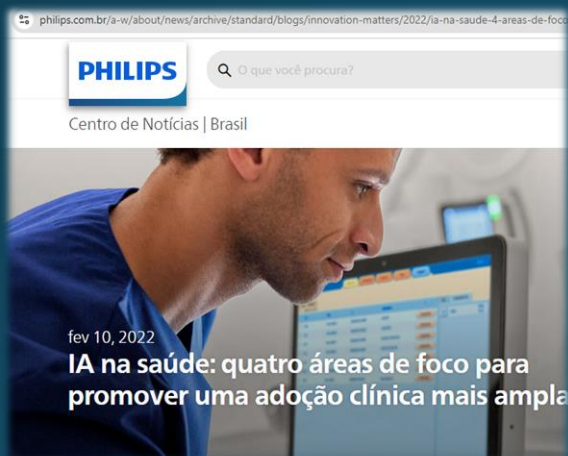 philips.com.br/a-w/about/news/archive/standard/blogs/innovation-matters/2022/ia-na-saude-4-areas-de-foco
PHILIPS
O que você procura?
Centro de Notícias | Brasil
fev 10, 2022
IA na saúde: quatro áreas de foco para
promover uma adoção clínica mais ampla